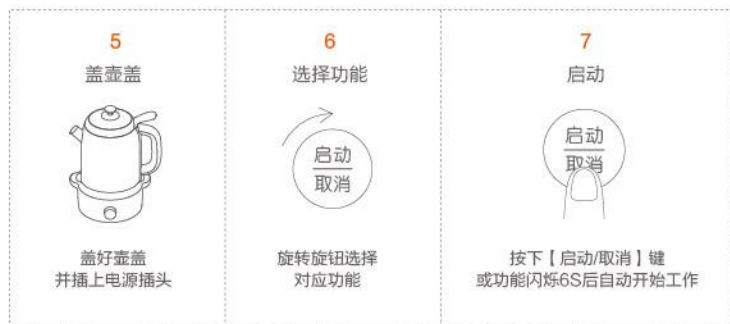 5
盖壶盖
盖好壶盖
并插上电源插头
6
选择功能
启动
取消
旋转旋钮选择
对应功能
7
启动
启动
取消
按下【启动/取消】键
或功能闪烁6S后自动开始工作